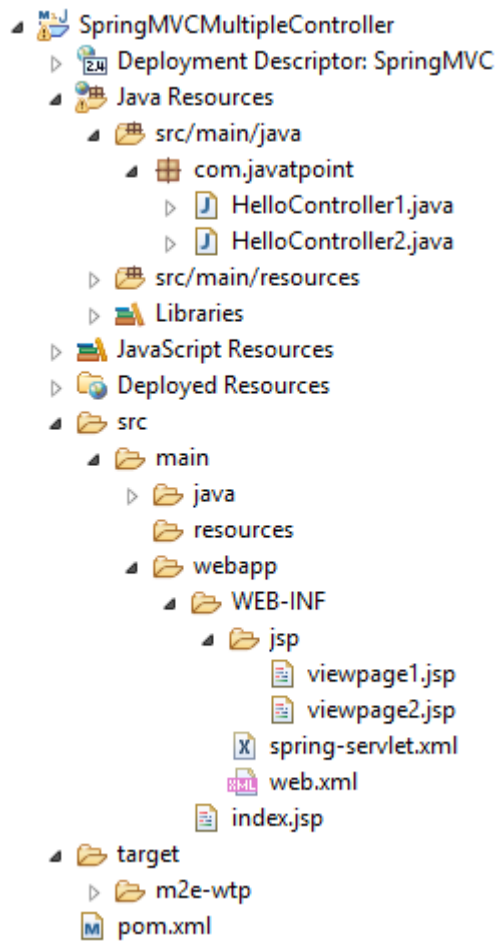 SpringMVCMultipleController
Deployment Descriptor: SpringMVC
Java Resources
src/main/java
com.javatpoint
HelloController1.java
HelloController2.java
src/main/resources
Libraries
JavaScript Resources
Deployed Resources
src
main
java
resources
webapp
WEB-INF
jsp
viewpage1.jsp
viewpage2.jsp
spring-servlet.xml
web.xml
index.jsp
target
m2e-wtp
pom.xml